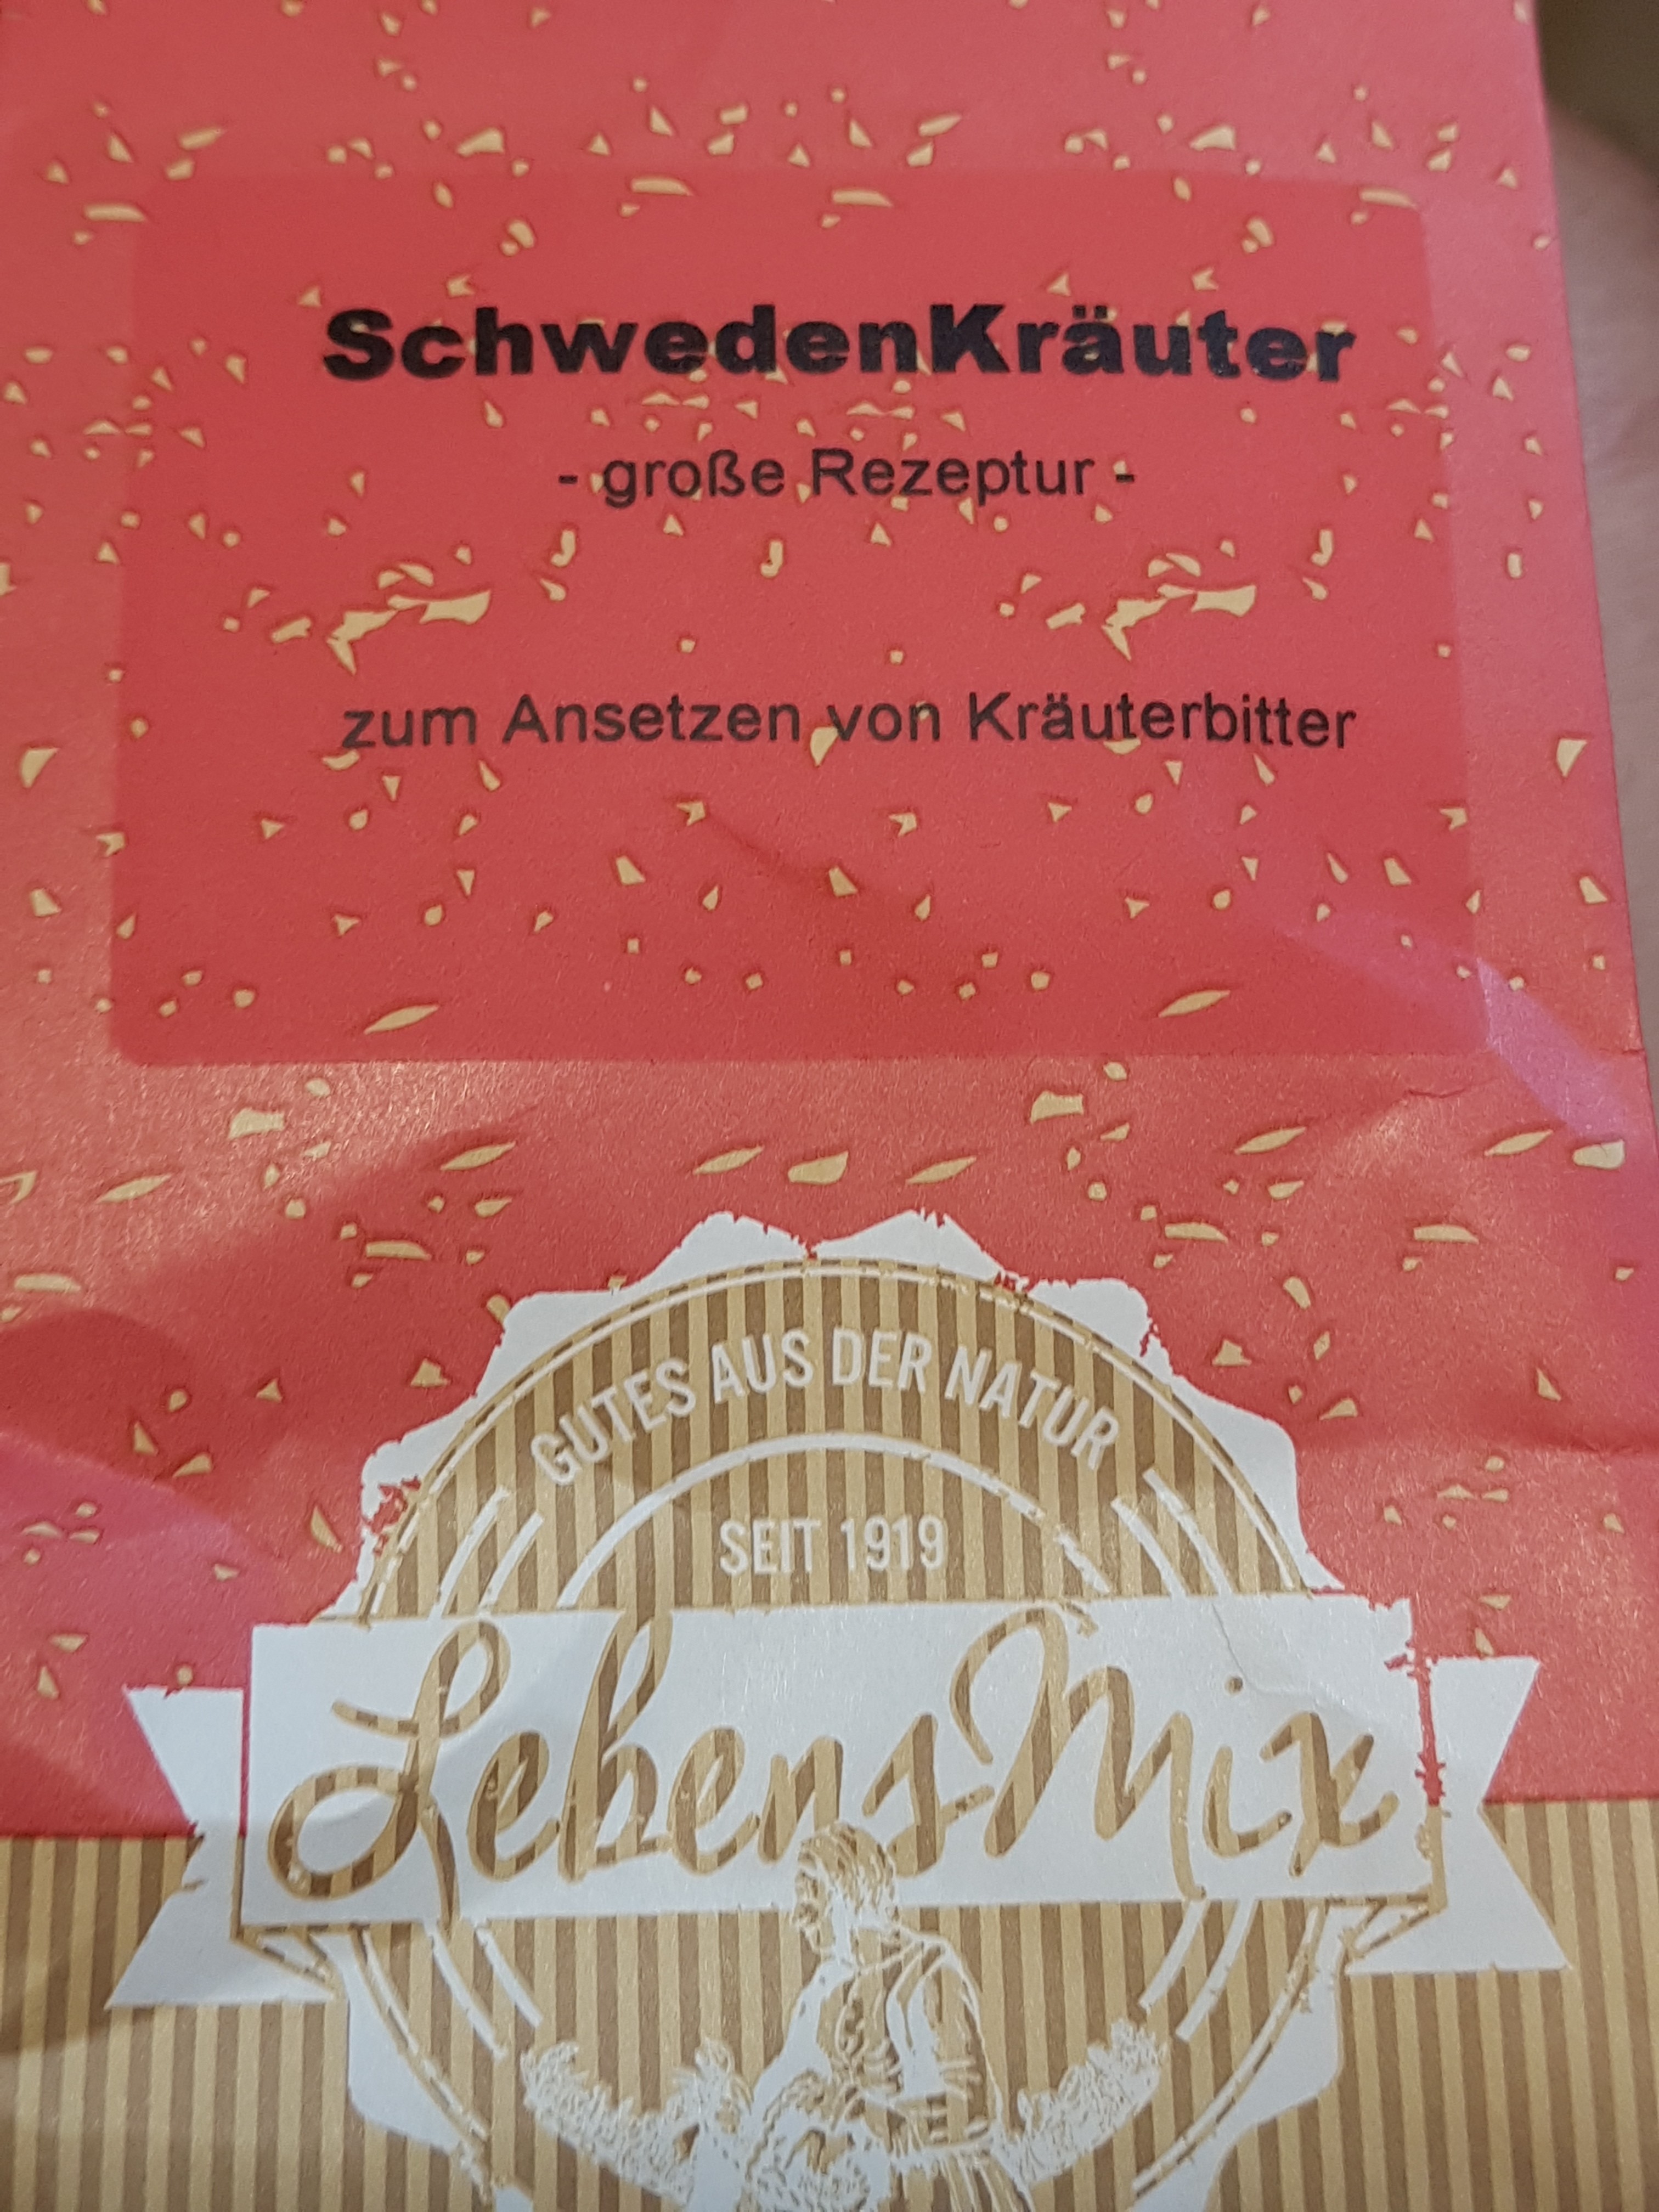 SchwedenKräuter
- große Rezeptur -
zum Ansetzen von Kräuterbitter
GUTES AUS DER NATUR
SEIT 1919
LebensMix